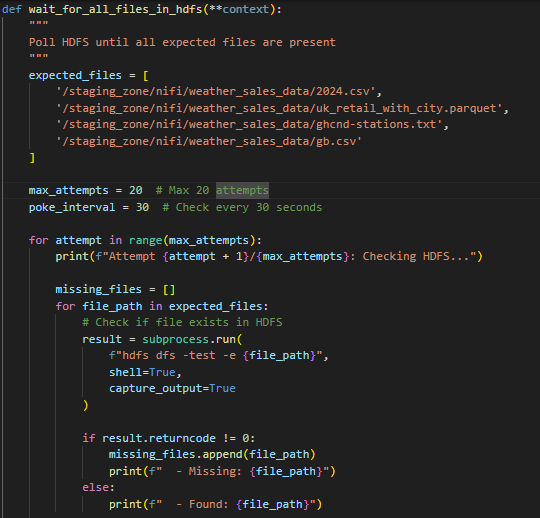 def wait_for_all_files_in_hdfs(**context):
    """
    Poll HDFS until all expected files are present
    """
    expected_files = [
        '/staging_zone/nifi/weather_sales_data/2024.csv',
        '/staging_zone/nifi/weather_sales_data/uk_retail_with_city.parquet',
        '/staging_zone/nifi/weather_sales_data/ghcnd-stations.txt',
        '/staging_zone/nifi/weather_sales_data/gb.csv'
    ]
    max_attempts = 20  # Max 20 attempts
    poke_interval = 30  # Check every 30 seconds
    for attempt in range(max_attempts):
        print(f"Attempt {attempt + 1}/{max_attempts}: Checking HDFS...")
        missing_files = []
        for file_path in expected_files:
            # Check if file exists in HDFS
            result = subprocess.run(
                f"hdfs dfs -test -e {file_path}",
                shell=True,
                capture_output=True
            )
            if result.returncode != 0:
                missing_files.append(file_path)
                print(f"  - Missing: {file_path}")
            else:
                print(f"  - Found: {file_path}")